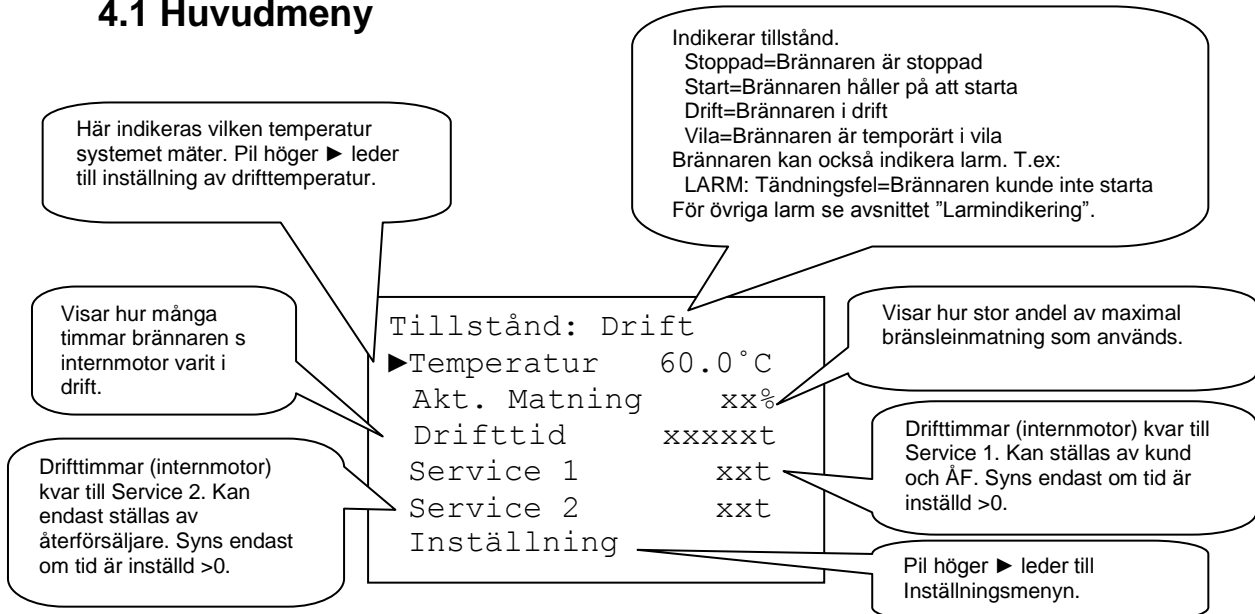 4.1 Huvudmeny
Indikerar tillstånd.
Stoppad=Brännaren är stoppad
Start=Brännaren håller på att starta
Drift=Brännaren i drift
Vila=Brännaren är temporärt i vila
Brännaren kan också indikera larm. T.ex:
LARM: Tändningsfel=Brännaren kunde inte starta
För övriga larm se avsnittet ”Larmindikering”.
Här indikeras vilken temperatur
systemet mäter. Pil höger ► leder
till inställning av drifttemperatur.
Visar hur många
timmar brännaren s
internmotor varit i
drift.
Drifttimmar (internmotor)
kvar till Service 2. Kan
endast ställas av
återförsäljare. Syns endast
om tid är inställd >0.
Tillstånd: Drift
►Temperatur 60.0°C
Akt. Matning xx%
Drifttid xxxxxt
Service 1 xxt
Service 2 xxt
Inställning
Visar hur stor andel av maximal
bränsleinmatning som används.
Drifttimmar (internmotor) kvar till
Service 1. Kan ställas av kund
och ÅF. Syns endast om tid är
inställd >0.
Pil höger ► leder till
Inställningsmenyn.